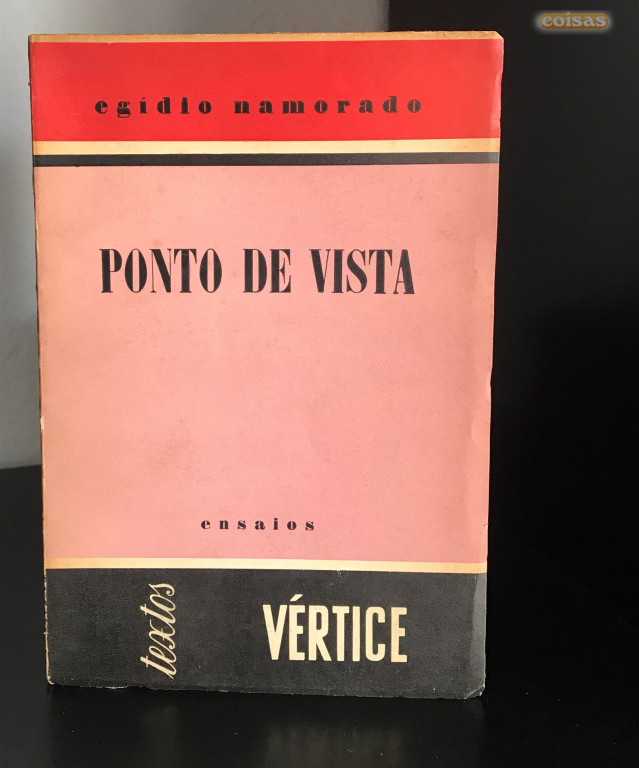 coisas
egídio namorado
PONTO DE VISTA
ensaios
textos
VÉRTICE